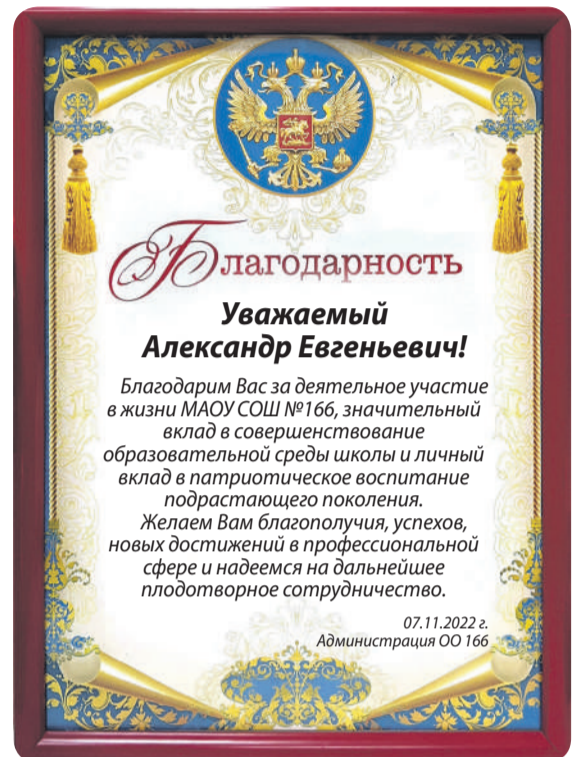 Благодарность
Уважаемый
Александр Евгеньевич!
Благодарим Вас за деятельное участие
в жизни МАОУ СОШ №166, значительный
вклад в совершенствование
образовательной среды школы и личный
вклад в патриотическое воспитание
подрастающего поколения.
Желаем Вам благополучия, успехов,
новых достижений в профессиональной
сфере и надеемся на дальнейшее
плодотворное сотрудничество.
07.11.2022 г.
Администрация ОО 166